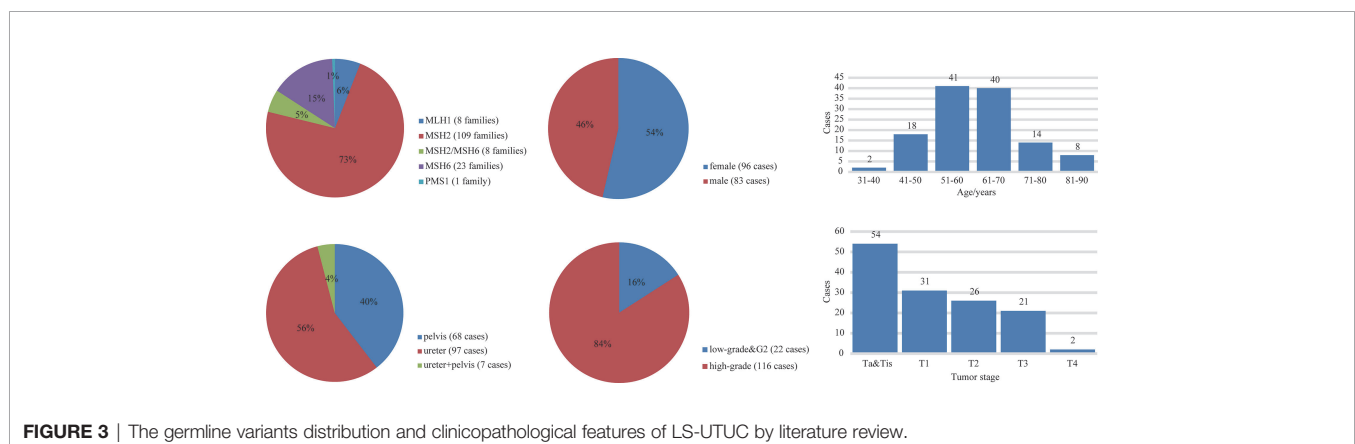 1%
6%
15%
5%
73%
MLH1 (8 families)
MSH2 (109 families)
MSH2/MSH6 (8 families)
MSH6 (23 families)
PMS1 (1 family)
46%
54%
female (96 cases)
male (83 cases)
45
40
35
30
25
20
15
10
5
0
Cases
2
18
41
40
14
8
31-40 41-50 51-60 61-70 71-80 81-90
Age/years
4%
40%
56%
pelvis (68 cases)
ureter (97 cases)
ureter+pelvis (7 cases)
16%
84%
low-grade&G2 (22 cases)
high-grade (116 cases)
60
50
40
30
20
10
0
Cases
54
31
26
21
2
Ta&Tis T1 T2 T3 T4
Tumor stage
FIGURE 3 | The germline variants distribution and clinicopathological features of LS-UTUC by literature review.